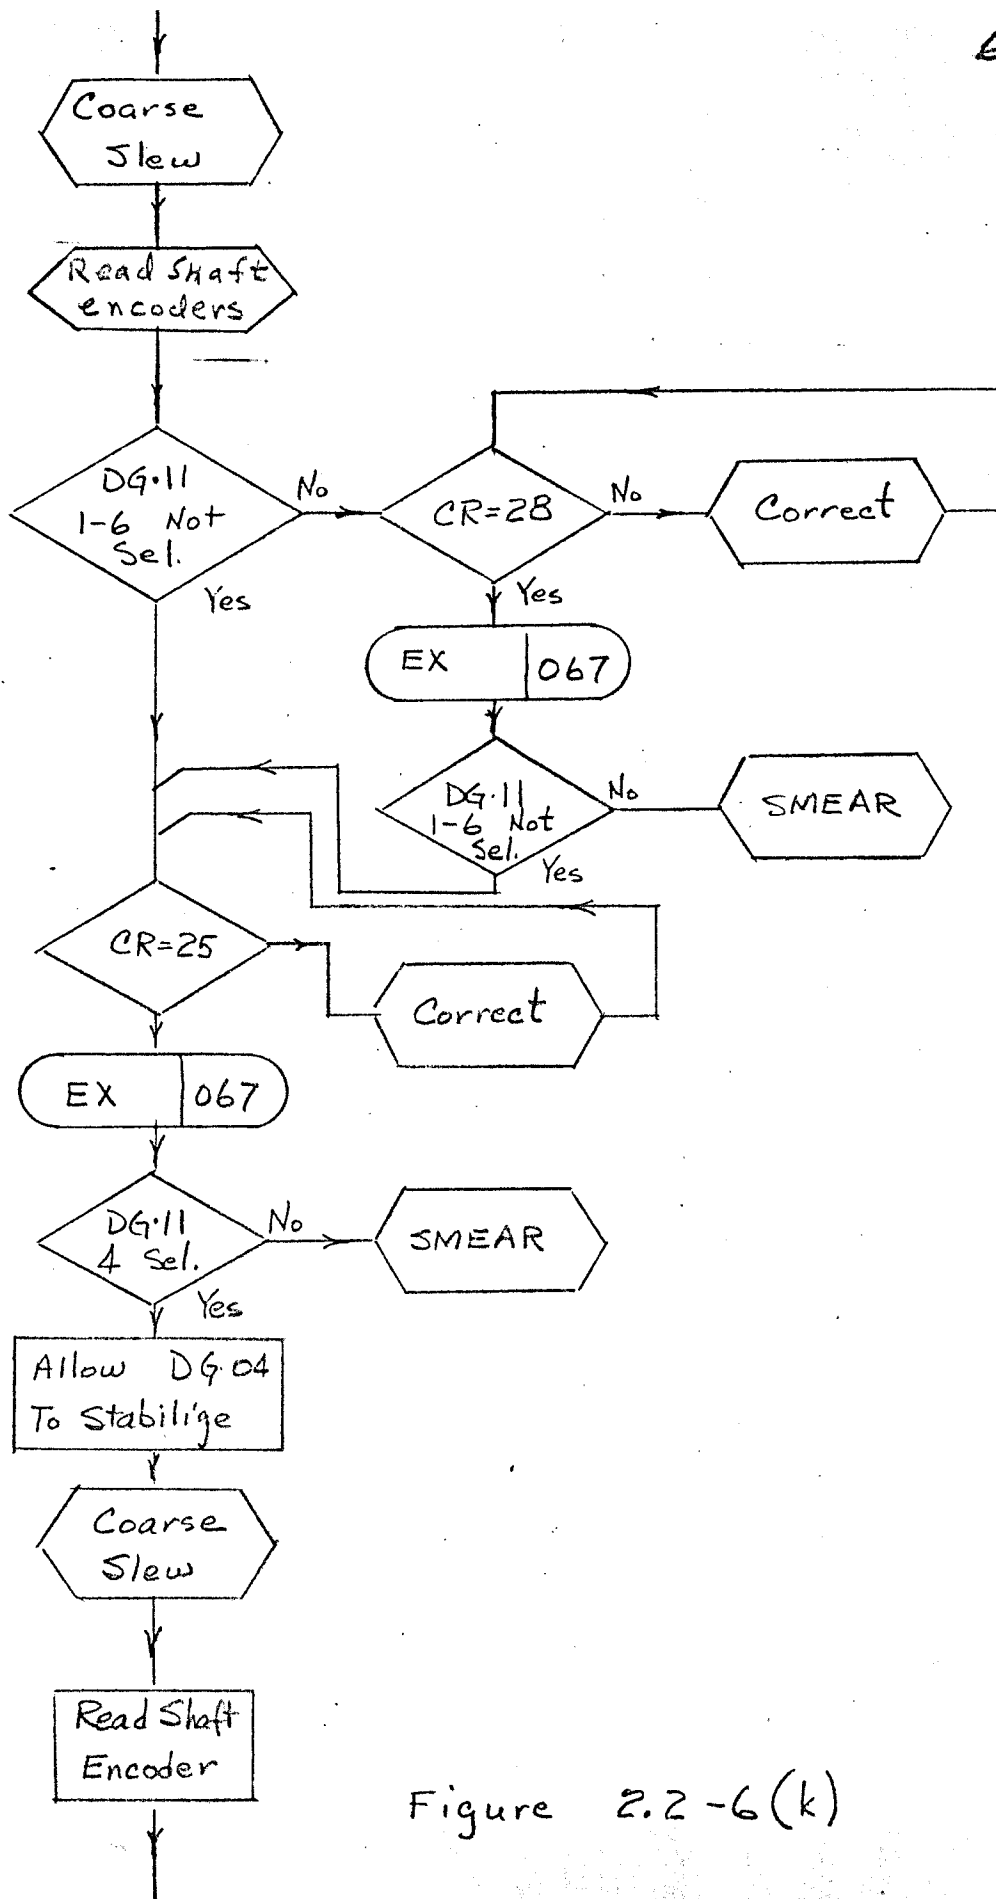 Coarse
Slew
Read Shaft
encoders
DG.11
1-6 Not
Sel.
No
Yes
CR=28
No
Correct
Yes
EX 067
DG.11
1-6 Not
Sel.
No
SMEAR
Yes
CR=25
Correct
EX 067
DG.11
4 Sel.
No
SMEAR
Yes
Allow DG.04
To Stabilize
Coarse
Slew
Read Shaft
Encoder
Figure 2.2-6(k)